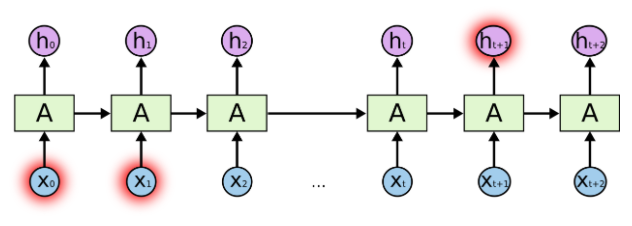 h₀ h₁ h₂ hₜ hₜ₊₁ hₜ₊₂
A A A A A A
x₀ x₁ x₂ ... xₜ xₜ₊₁ xₜ₊₂